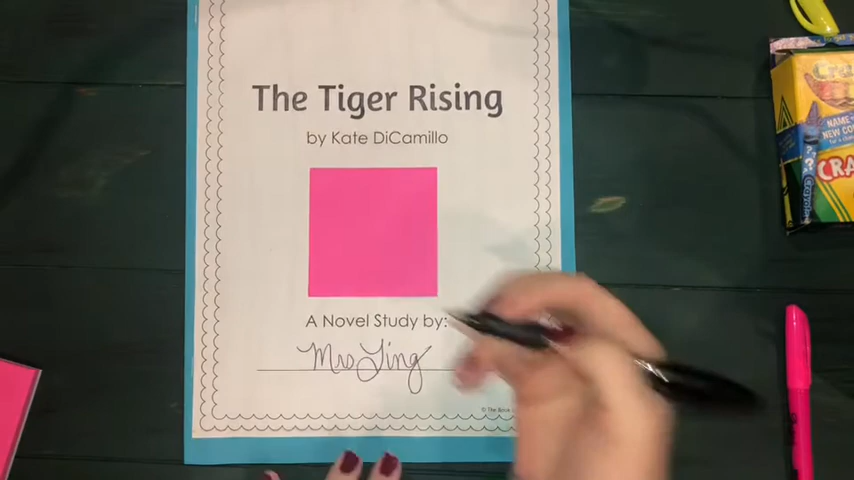 The Tiger Rising
by Kate DiCamillo
A Novel Study by:
Mrs Ling